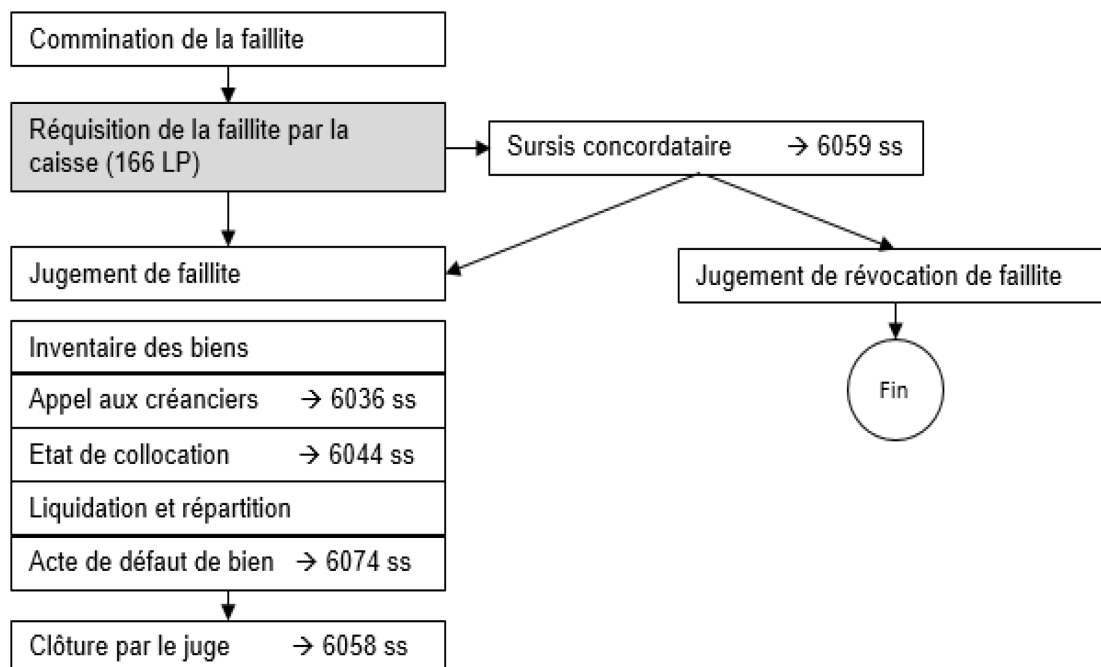 Commination de la faillite
Réquisition de la faillite par la
caisse (166 LP)
Sursis concordataire → 6059 ss
Jugement de faillite
Jugement de révocation de faillite
Inventaire des biens
Appel aux créanciers → 6036 ss
Fin
Etat de collocation → 6044 ss
Liquidation et répartition
Acte de défaut de bien → 6074 ss
Clôture par le juge → 6058 ss